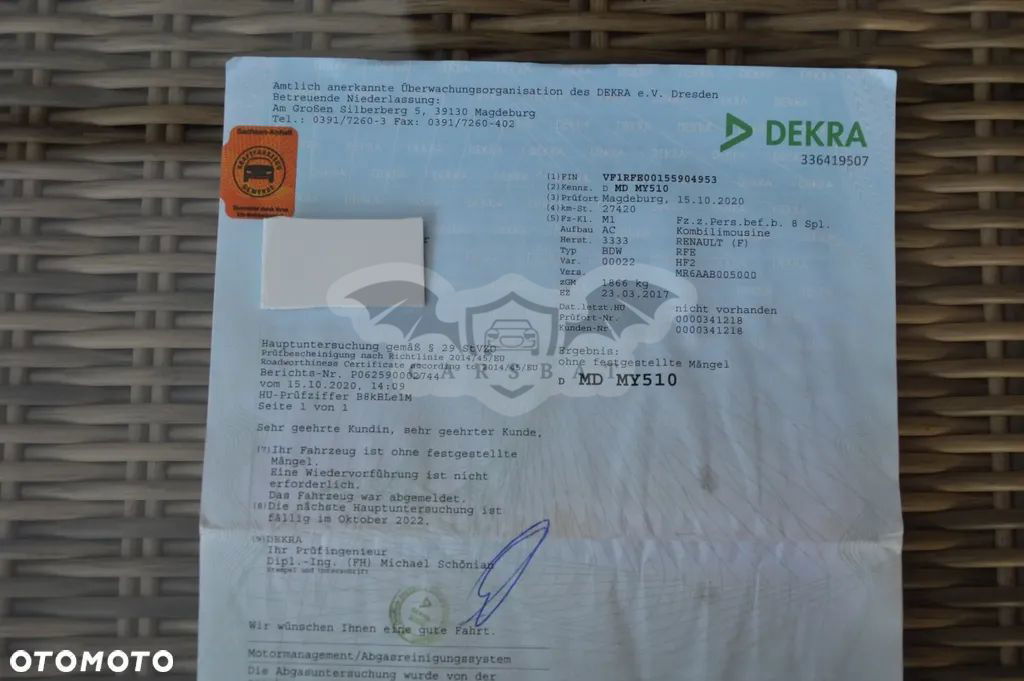 Amtlich anerkannte Überwachungsorganisation des DEKRA e.V. Dresden
Betreuende Niederlassung:
Am Großen Silberberg 5, 39130 Magdeburg
Tel.: 0391/7260-3 Fax: 0391/7260-402
DEKRA
336419507
Sachsen-Anhalt
KRAFTFAHRZEUG
GEWERBE
(1) FIN VF1RFE00155904953
(2) Kennz. D MD MY510
(3) Prüfort Magdeburg, 15.10.2020
(4) km-St. 27420
(5) Fz-Kl. M1 Fz.z.Pers.bef.b. 8 Spl.
Aufbau AC Kombilimousine
Herst. 3333 RENAULT (F)
Typ BDW RFE
Var. 00022 HF2
Vers. MR6AAB005000
zGM 1866 kg
EZ 23.03.2017
Dat.letzt.HU nicht vorhanden
Prüfort-Nr. 0000341218
Kunden-Nr. 0000341218
Ergebnis:
ohne festgestellte Mängel
D MD MY510
CARSBAT
Hauptuntersuchung gemäß § 29 StVZO
Prüfbescheinigung nach Richtlinie 2014/45/EU
Roadworthiness Certificate according to 2014/45/EU
Berichts-Nr. P062590002744
vom 15.10.2020, 14:09
HU-Prüfziffer B8kBLe1M
Seite 1 von 1
Sehr geehrte Kundin, sehr geehrter Kunde,
(7) Ihr Fahrzeug ist ohne festgestellte
Mängel.
Eine Wiedervorführung ist nicht
erforderlich.
Das Fahrzeug war abgemeldet.
(8) Die nächste Hauptuntersuchung ist
fällig im Oktober 2022.
(9) DEKRA
Ihr Prüfingenieur
Dipl.-Ing. (FH) Michael Schönian
Stempel und Unterschrift
Wir wünschen Ihnen eine gute Fahrt.
Motormanagement/Abgasreinigungssystem
Die Abgasuntersuchung wurde von der
OTOMOTO